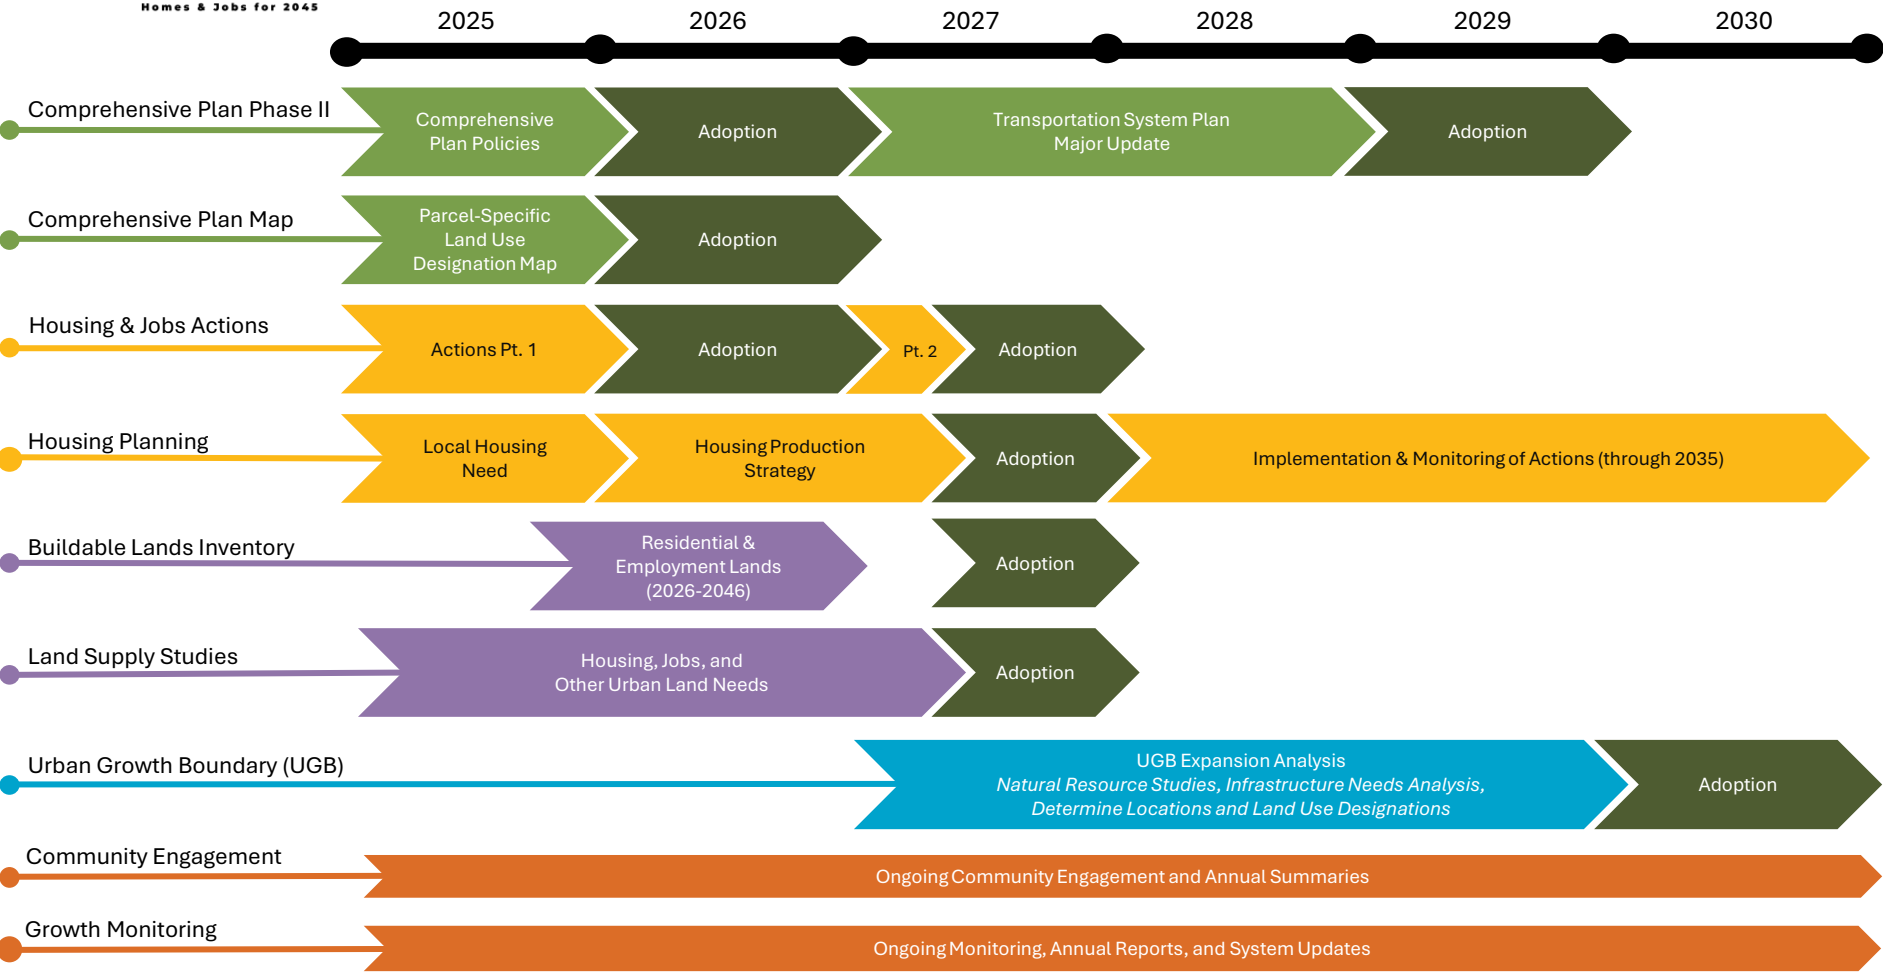 Homes & Jobs for 2045
2025 2026 2027 2028 2029 2030
Comprehensive Plan Phase II
Comprehensive
Plan Policies
Adoption
Transportation System Plan
Major Update
Adoption
Comprehensive Plan Map
Parcel-Specific
Land Use
Designation Map
Adoption
Housing & Jobs Actions
Actions Pt. 1
Adoption
Pt. 2
Adoption
Housing Planning
Local Housing
Need
Housing Production
Strategy
Adoption
Implementation & Monitoring of Actions (through 2035)
Buildable Lands Inventory
Residential &
Employment Lands
(2026-2046)
Adoption
Land Supply Studies
Housing, Jobs, and
Other Urban Land Needs
Adoption
Urban Growth Boundary (UGB)
UGB Expansion Analysis
Natural Resource Studies, Infrastructure Needs Analysis,
Determine Locations and Land Use Designations
Adoption
Community Engagement
Ongoing Community Engagement and Annual Summaries
Growth Monitoring
Ongoing Monitoring, Annual Reports, and System Updates